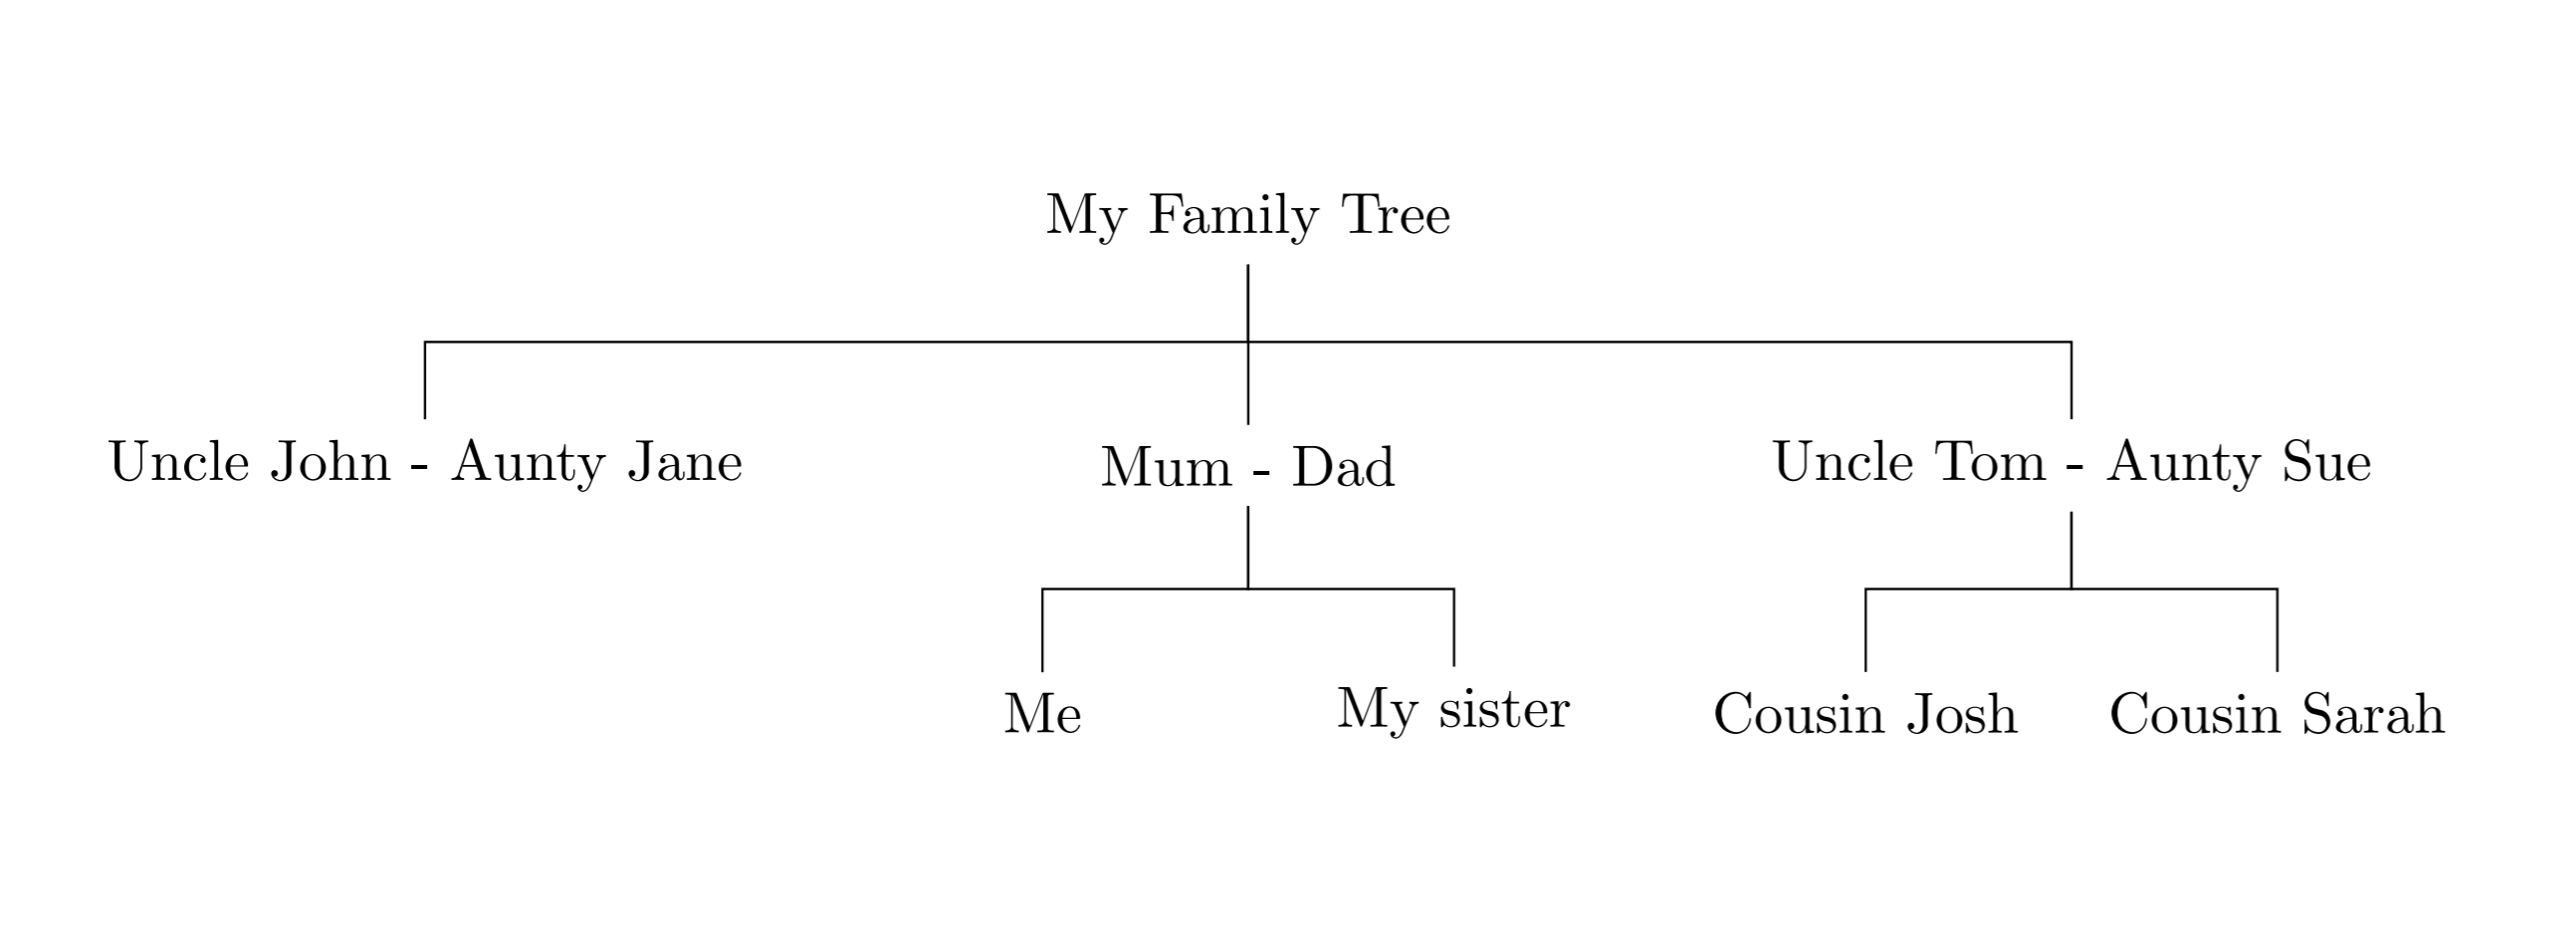 My Family Tree
Uncle John - Aunty Jane
Mum - Dad
Uncle Tom - Aunty Sue
Me
My sister
Cousin Josh
Cousin Sarah